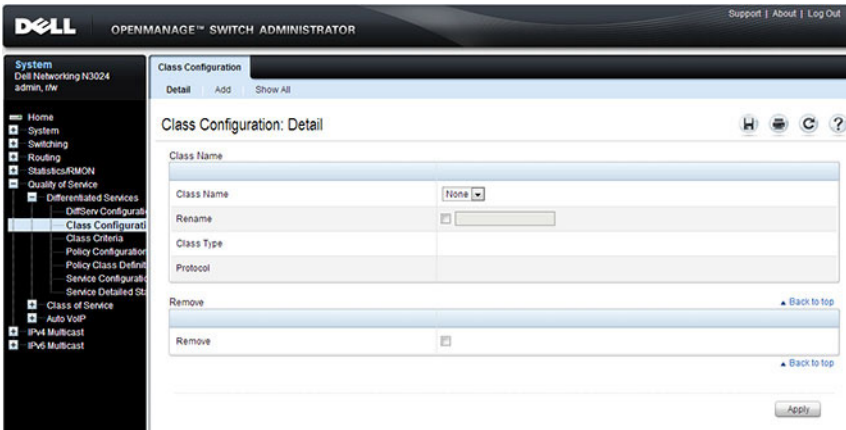 Support | About | Log Out
DELL
OPENMANAGE™ SWITCH ADMINISTRATOR
System
Dell Networking N3024
admin, r/w
Home
System
Switching
Routing
Statistics/RMON
Quality of Service
Differentiated Services
DiffServ Configurati
Class Configurati
Class Criteria
Policy Configuration
Policy Class Definit
Service Configuratio
Service Detailed Sta
Class of Service
Auto VoIP
IPv4 Multicast
IPv6 Multicast
Class Configuration
Detail Add Show All
Class Configuration: Detail
?
Class Name
Class Name None
Rename
Class Type
Protocol
Remove Back to top
Remove
Back to top
Apply